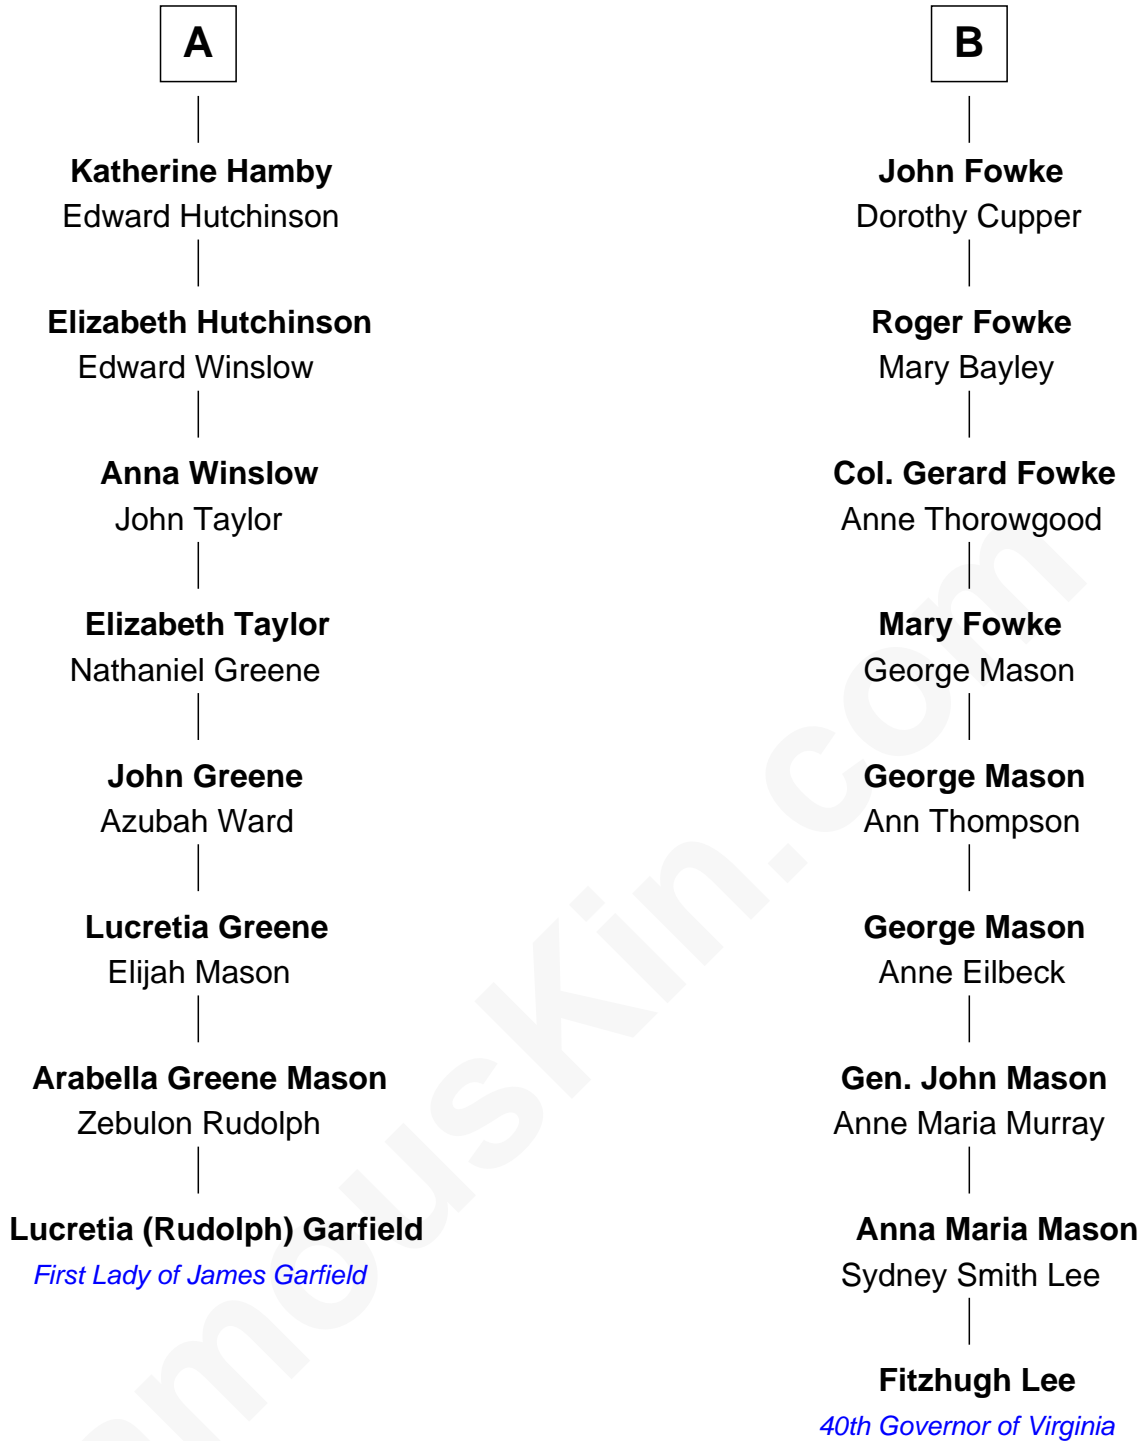 A
Katherine Hamby
Edward Hutchinson
Elizabeth Hutchinson
Edward Winslow
Anna Winslow
John Taylor
Elizabeth Taylor
Nathaniel Greene
John Greene
Azubah Ward
Lucretia Greene
Elijah Mason
Arabella Greene Mason
Zebulon Rudolph
Lucretia (Rudolph) Garfield
First Lady of James Garfield
B
John Fowke
Dorothy Cupper
Roger Fowke
Mary Bayley
Col. Gerard Fowke
Anne Thorowgood
Mary Fowke
George Mason
George Mason
Ann Thompson
George Mason
Anne Eilbeck
Gen. John Mason
Anne Maria Murray
Anna Maria Mason
Sydney Smith Lee
Fitzhugh Lee
40th Governor of Virginia
amouskin.com